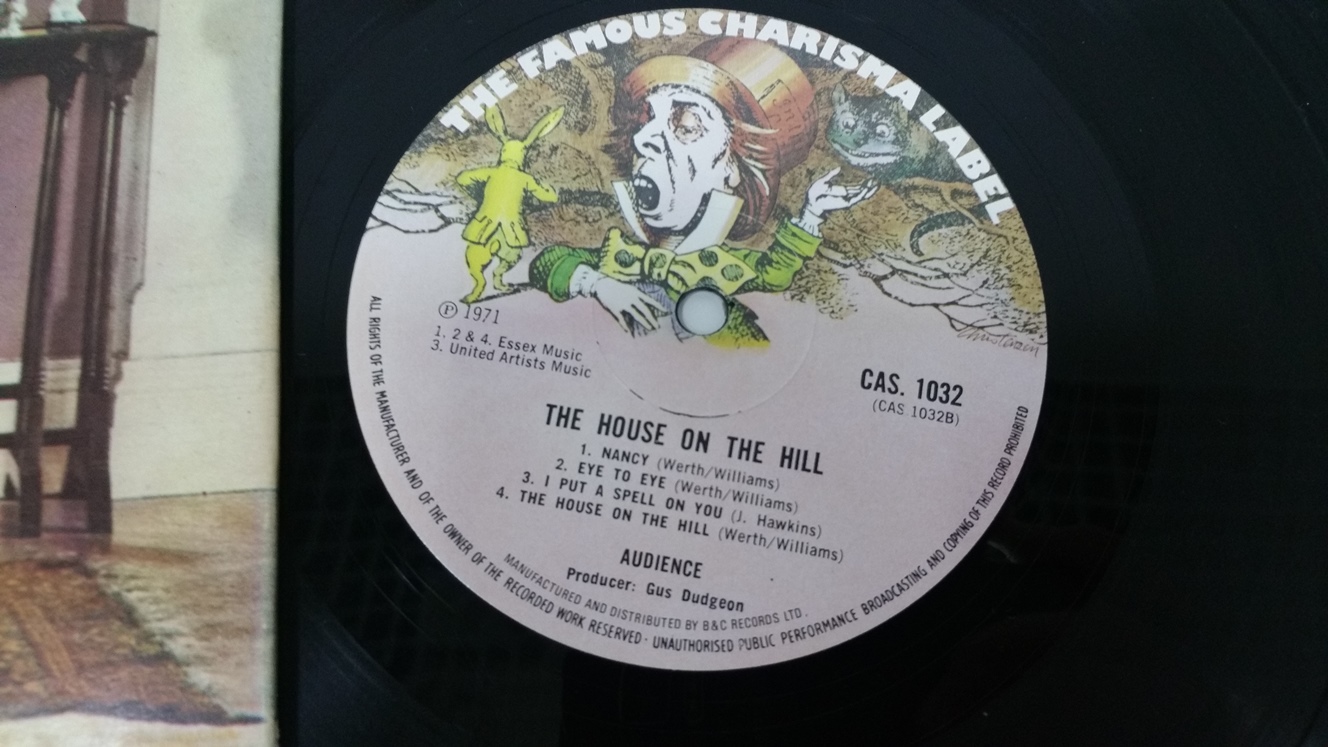 THE FAMOUS CHARISMA LABEL
℗ 1971
1. 2 & 4. Essex Music
3. United Artists Music
CAS. 1032
(CAS 1032B)
THE HOUSE ON THE HILL
1. NANCY (Werth/Williams)
2. EYE TO EYE (Werth/Williams)
3. I PUT A SPELL ON YOU (J. Hawkins)
4. THE HOUSE ON THE HILL (Werth/Williams)
AUDIENCE
Producer: Gus Dudgeon
MANUFACTURED AND DISTRIBUTED BY B&C RECORDS LTD.
ALL RIGHTS OF THE MANUFACTURER AND OF THE OWNER OF THE RECORDED WORK RESERVED · UNAUTHORISED PUBLIC PERFORMANCE BROADCASTING AND COPYING OF THIS RECORD PROHIBITED